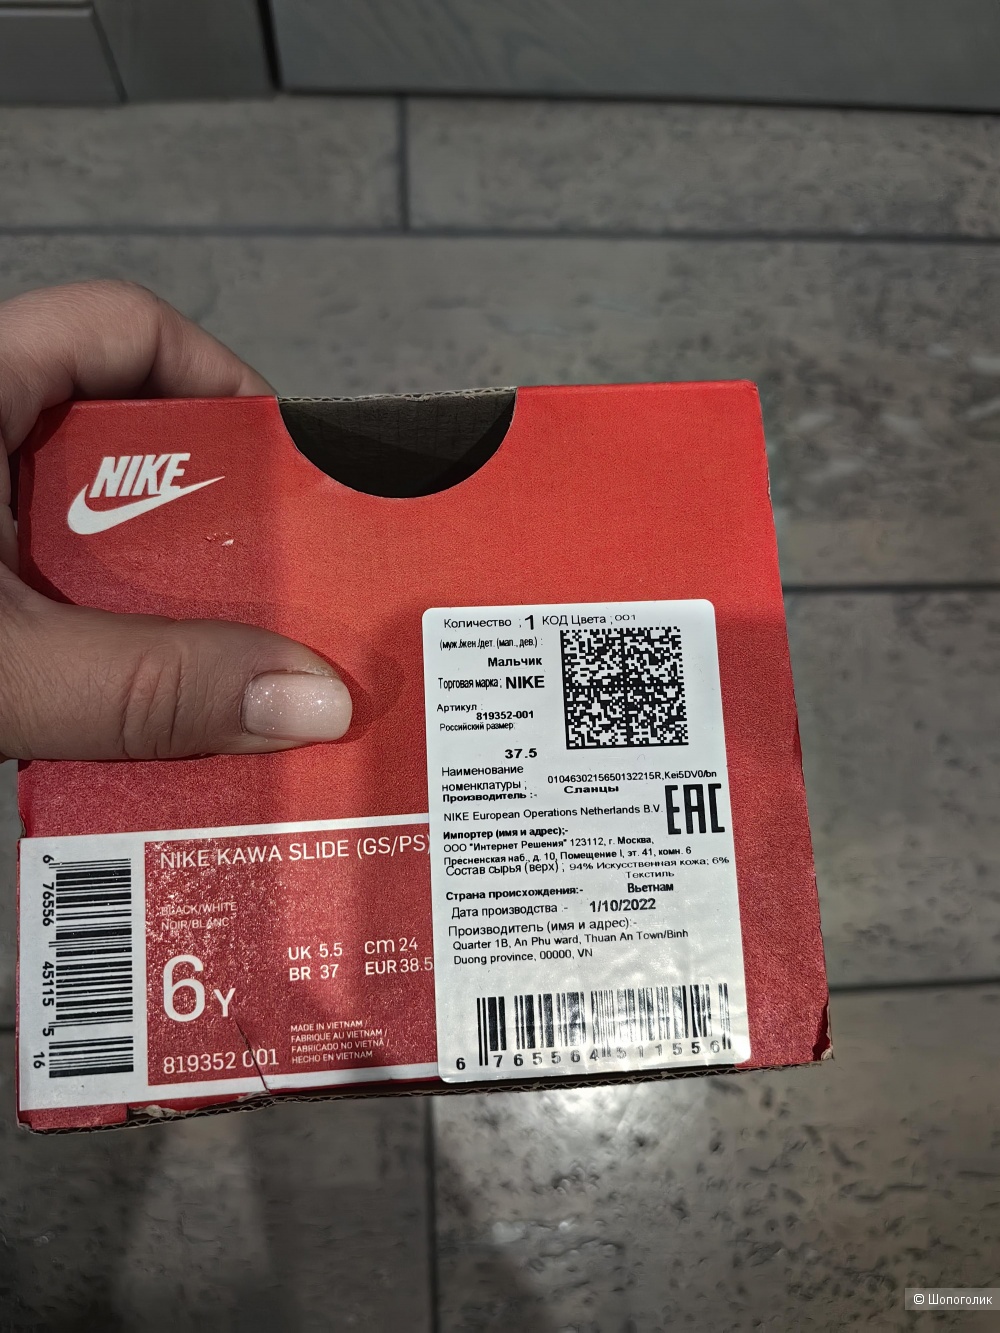 NIKE
Количество : 1 КОД Цвета ; 001
(муж./жен./дет. (мал., дев.) :
Мальчик
Торговая марка ; NIKE
Артикул :
819352-001
Российский размер:
37.5
Наименование
номенклатуры ;
0104630215650132215R,Kei5DV0/bn
Сланцы
Производитель :-
NIKE European Operations Netherlands B.V.
EAC
Импортер (имя и адрес);-
ООО "Интернет Решения" 123112, г. Москва,
Пресненская наб., д. 10, Помещение I, эт. 41, комн. 6
Состав сырья (верх) ; 94% Искусственная кожа; 6%
Текстиль
Страна происхождения:-
Вьетнам
Дата производства :- 1/10/2022
Производитель (имя и адрес):-
Quarter 1B, An Phu ward, Thuan An Town/Binh
Duong province, 00000, VN
6 765564 511556
NIKE KAWA SLIDE (GS/PS)
BLACK/WHITE
NOIR/BLANC
6Y
UK 5.5 cm 24
BR 37 EUR 38.5
MADE IN VIETNAM /
FABRIQUE AU VIETNAM /
FABRICADO NO VIETNÃ /
HECHO EN VIETNAM
819352 001
6 76556 45115 5 16
© Шопоголик